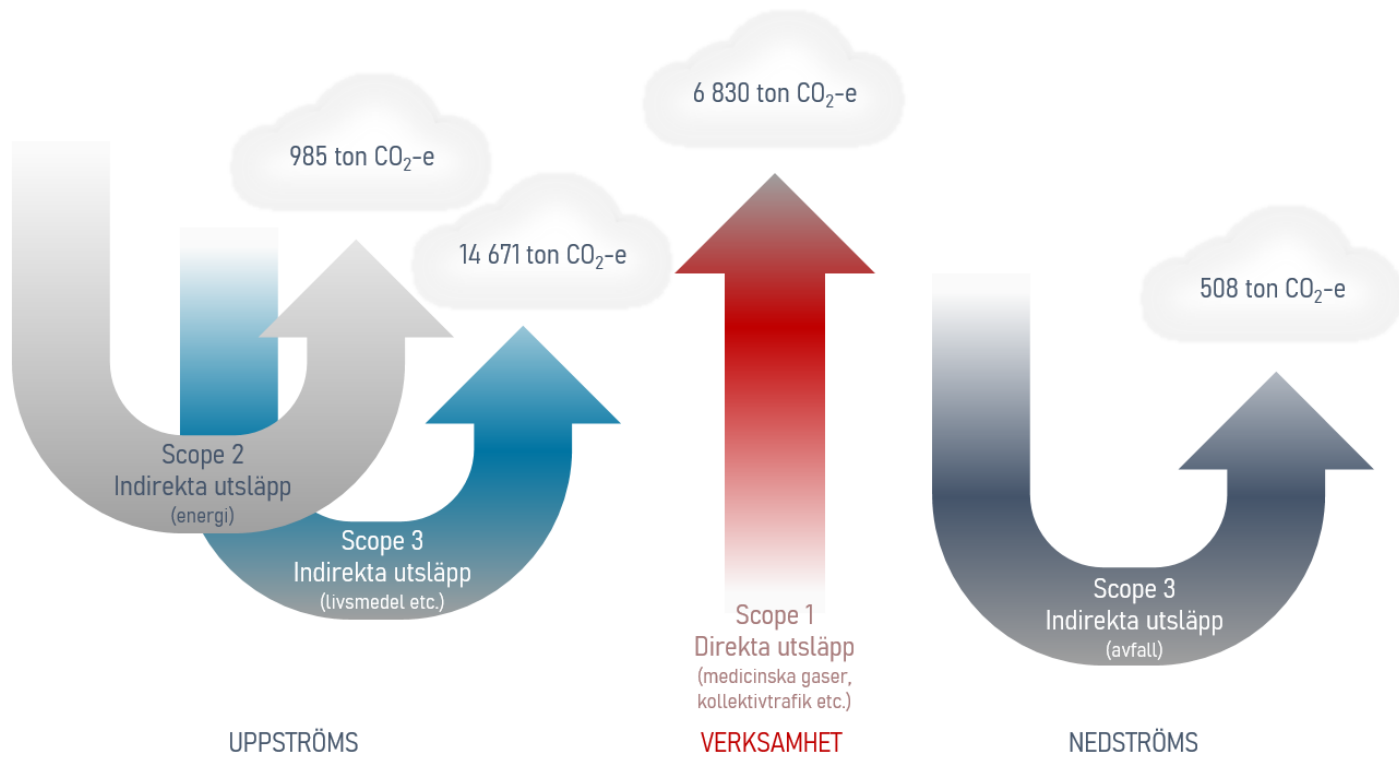 6 830 ton CO₂-e
985 ton CO₂-e
14 671 ton CO₂-e
508 ton CO₂-e
Scope 2
Indirekta utsläpp
(energi)
Scope 3
Indirekta utsläpp
(livsmedel etc.)
Scope 1
Direkta utsläpp
(medicinska gaser,
kollektivtrafik etc.)
Scope 3
Indirekta utsläpp
(avfall)
UPPSTRÖMS
VERKSAMHET
NEDSTRÖMS